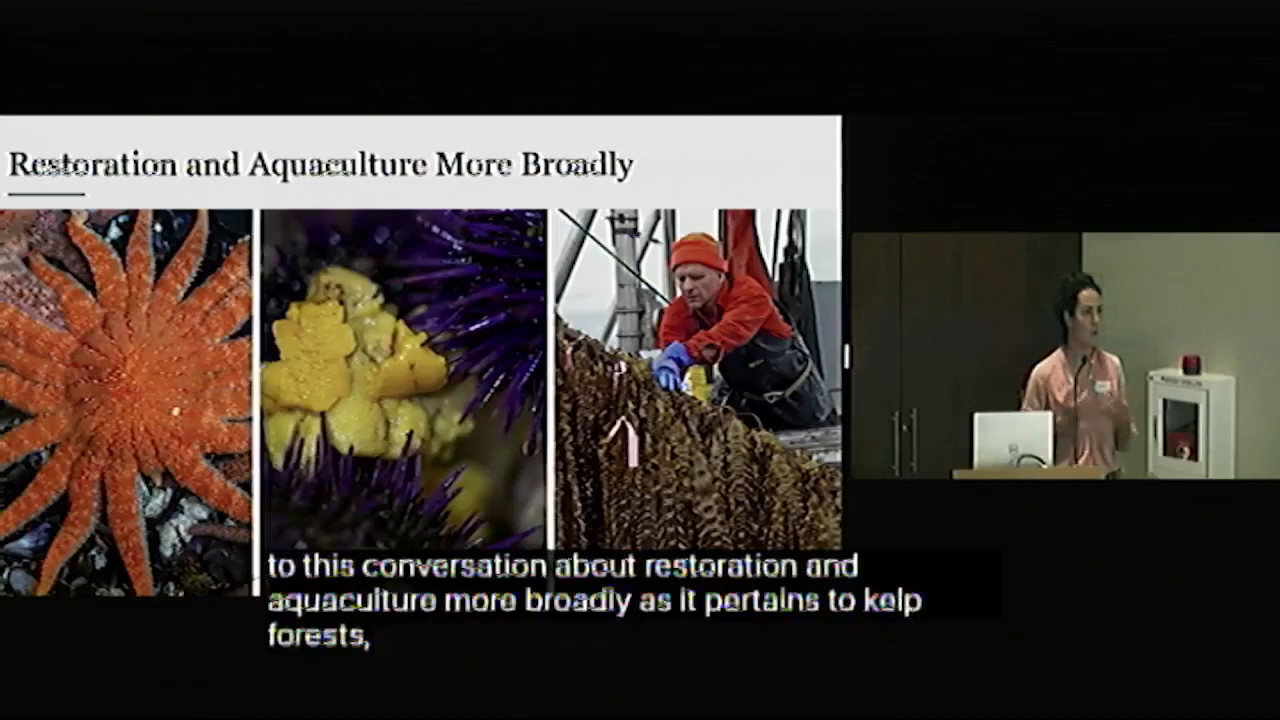 Restoration and Aquaculture More Broadly
to this conversation about restoration and
aquaculture more broadly as it pertains to kelp
forests,